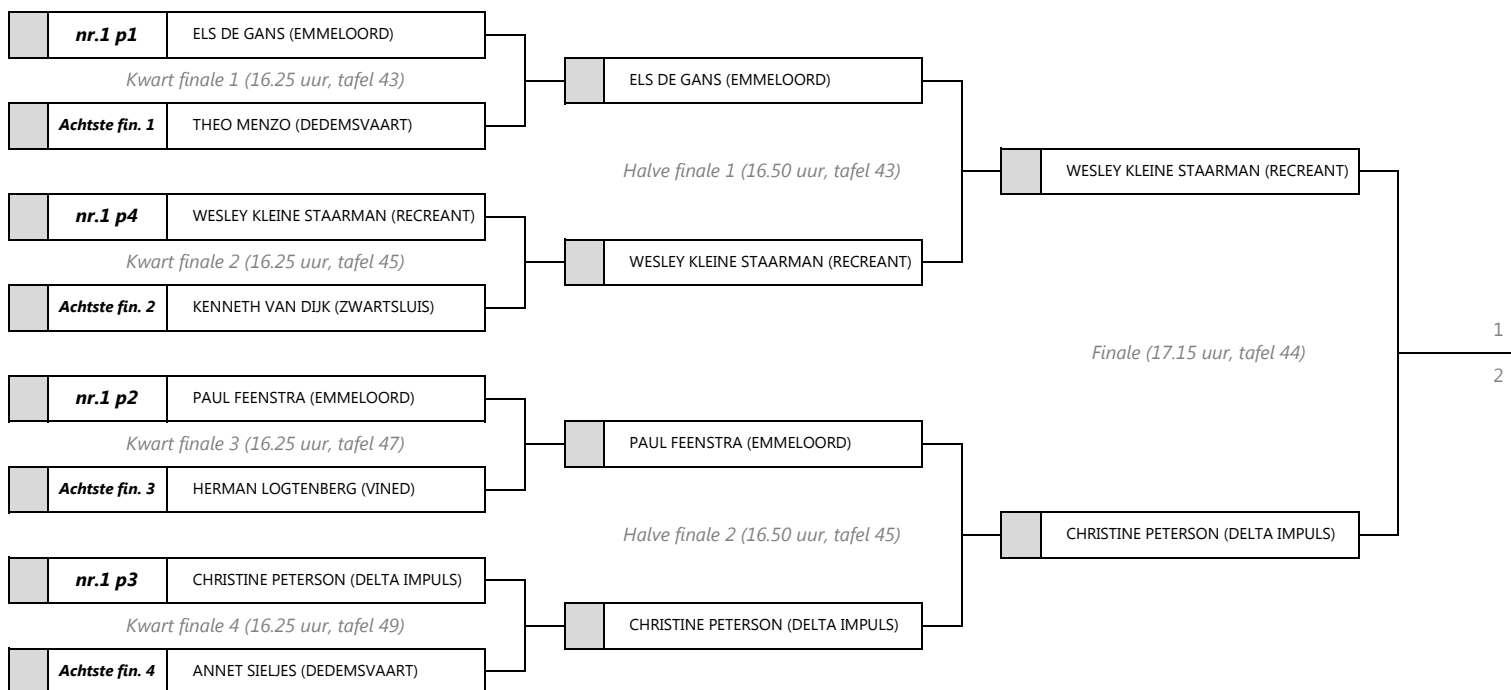 nr.1 p1 ELS DE GANS (EMMELOORD)
Kwart finale 1 (16.25 uur, tafel 43)
Achtste fin. 1 THEO MENZO (DEDEMSVAART)
nr.1 p4 WESLEY KLEINE STAARMAN (RECREANT)
Kwart finale 2 (16.25 uur, tafel 45)
Achtste fin. 2 KENNETH VAN DIJK (ZWARTSLUIS)
nr.1 p2 PAUL FEENSTRA (EMMELOORD)
Kwart finale 3 (16.25 uur, tafel 47)
Achtste fin. 3 HERMAN LOGTENBERG (VINED)
nr.1 p3 CHRISTINE PETERSON (DELTA IMPULS)
Kwart finale 4 (16.25 uur, tafel 49)
Achtste fin. 4 ANNET SIELJES (DEDEMSVAART)
ELS DE GANS (EMMELOORD)
Halve finale 1 (16.50 uur, tafel 43)
WESLEY KLEINE STAARMAN (RECREANT)
PAUL FEENSTRA (EMMELOORD)
Halve finale 2 (16.50 uur, tafel 45)
CHRISTINE PETERSON (DELTA IMPULS)
WESLEY KLEINE STAARMAN (RECREANT)
Finale (17.15 uur, tafel 44)
CHRISTINE PETERSON (DELTA IMPULS)
1
2